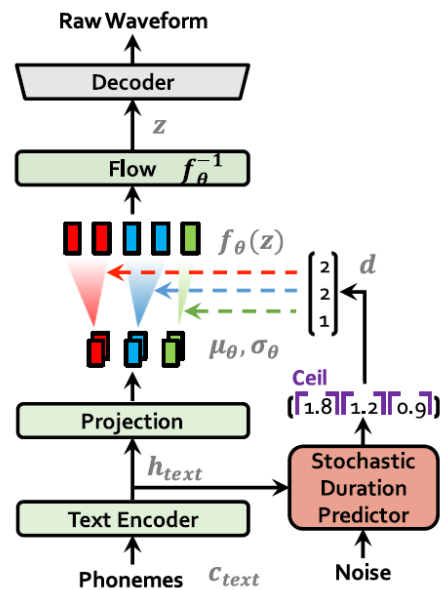 Raw Waveform
Decoder
z
Flow f_θ^{-1}
f_θ(z)
d
2
2
1
μ_θ, σ_θ
Ceil
(⌈1.8⌉⌈1.2⌉⌈0.9⌉)
Projection
h_text
Stochastic
Duration
Predictor
Text Encoder
Phonemes c_text
Noise